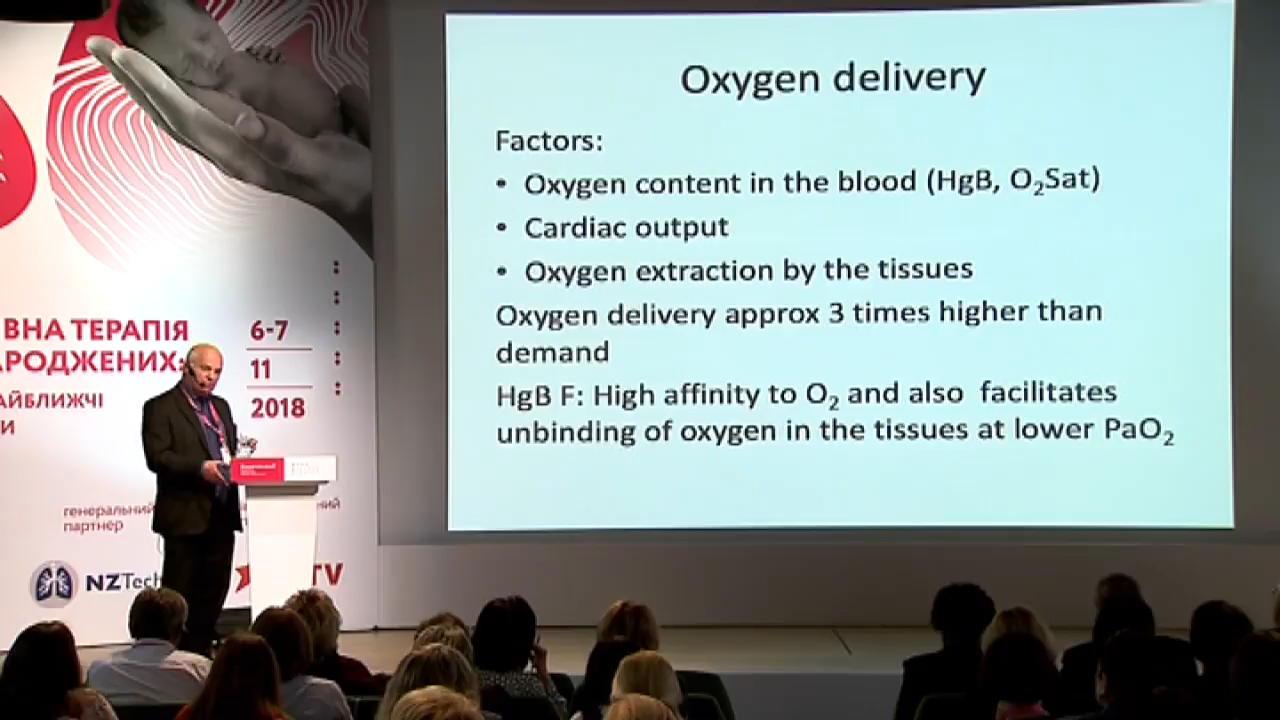 Oxygen delivery
Factors:
• Oxygen content in the blood (HgB, O₂Sat)
• Cardiac output
• Oxygen extraction by the tissues
Oxygen delivery approx 3 times higher than
demand
HgB F: High affinity to O₂ and also facilitates
unbinding of oxygen in the tissues at lower PaO₂
ВНА ТЕРАПІЯ
АРОДЖЕНИХ:
АЙБЛИЖЧІ
И
6-7
11
2018
генеральний
партнер
ний
NZTech
TV